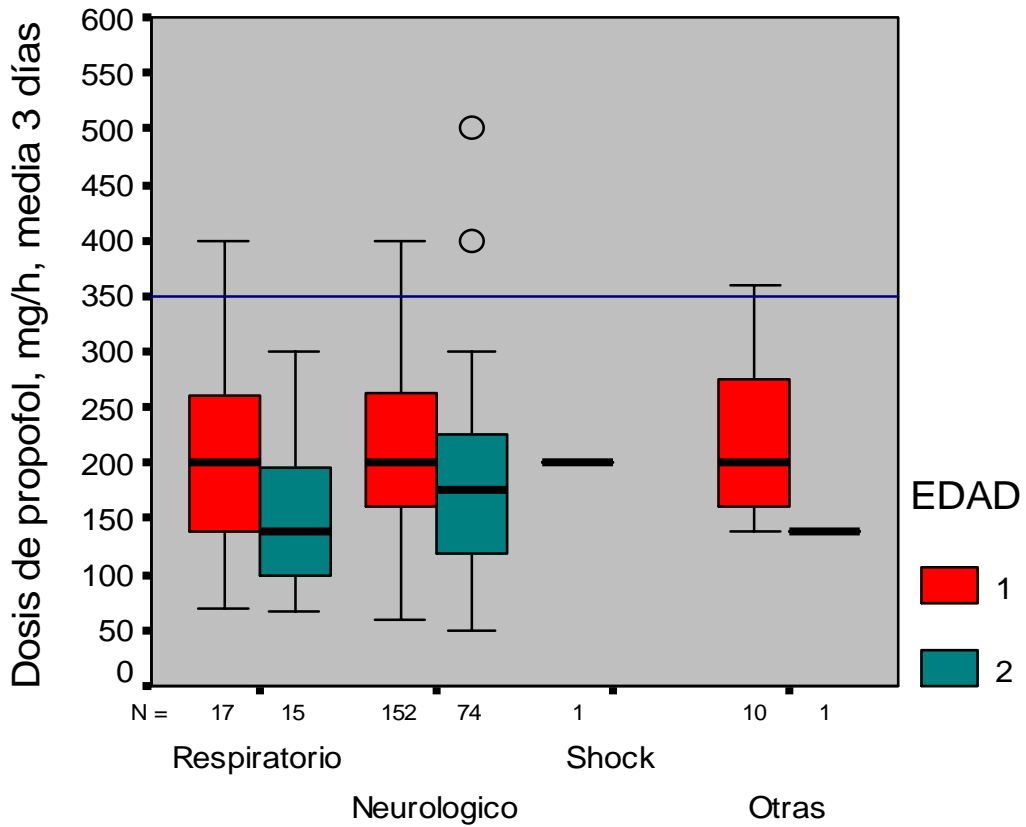 Dosis de propofol, mg/h, media 3 días
600
550
500
450
400
350
300
250
200
150
100
50
0
N = 17 15 152 74 1 10 1
Respiratorio
Shock
Neurologico
Otras
EDAD
1
2